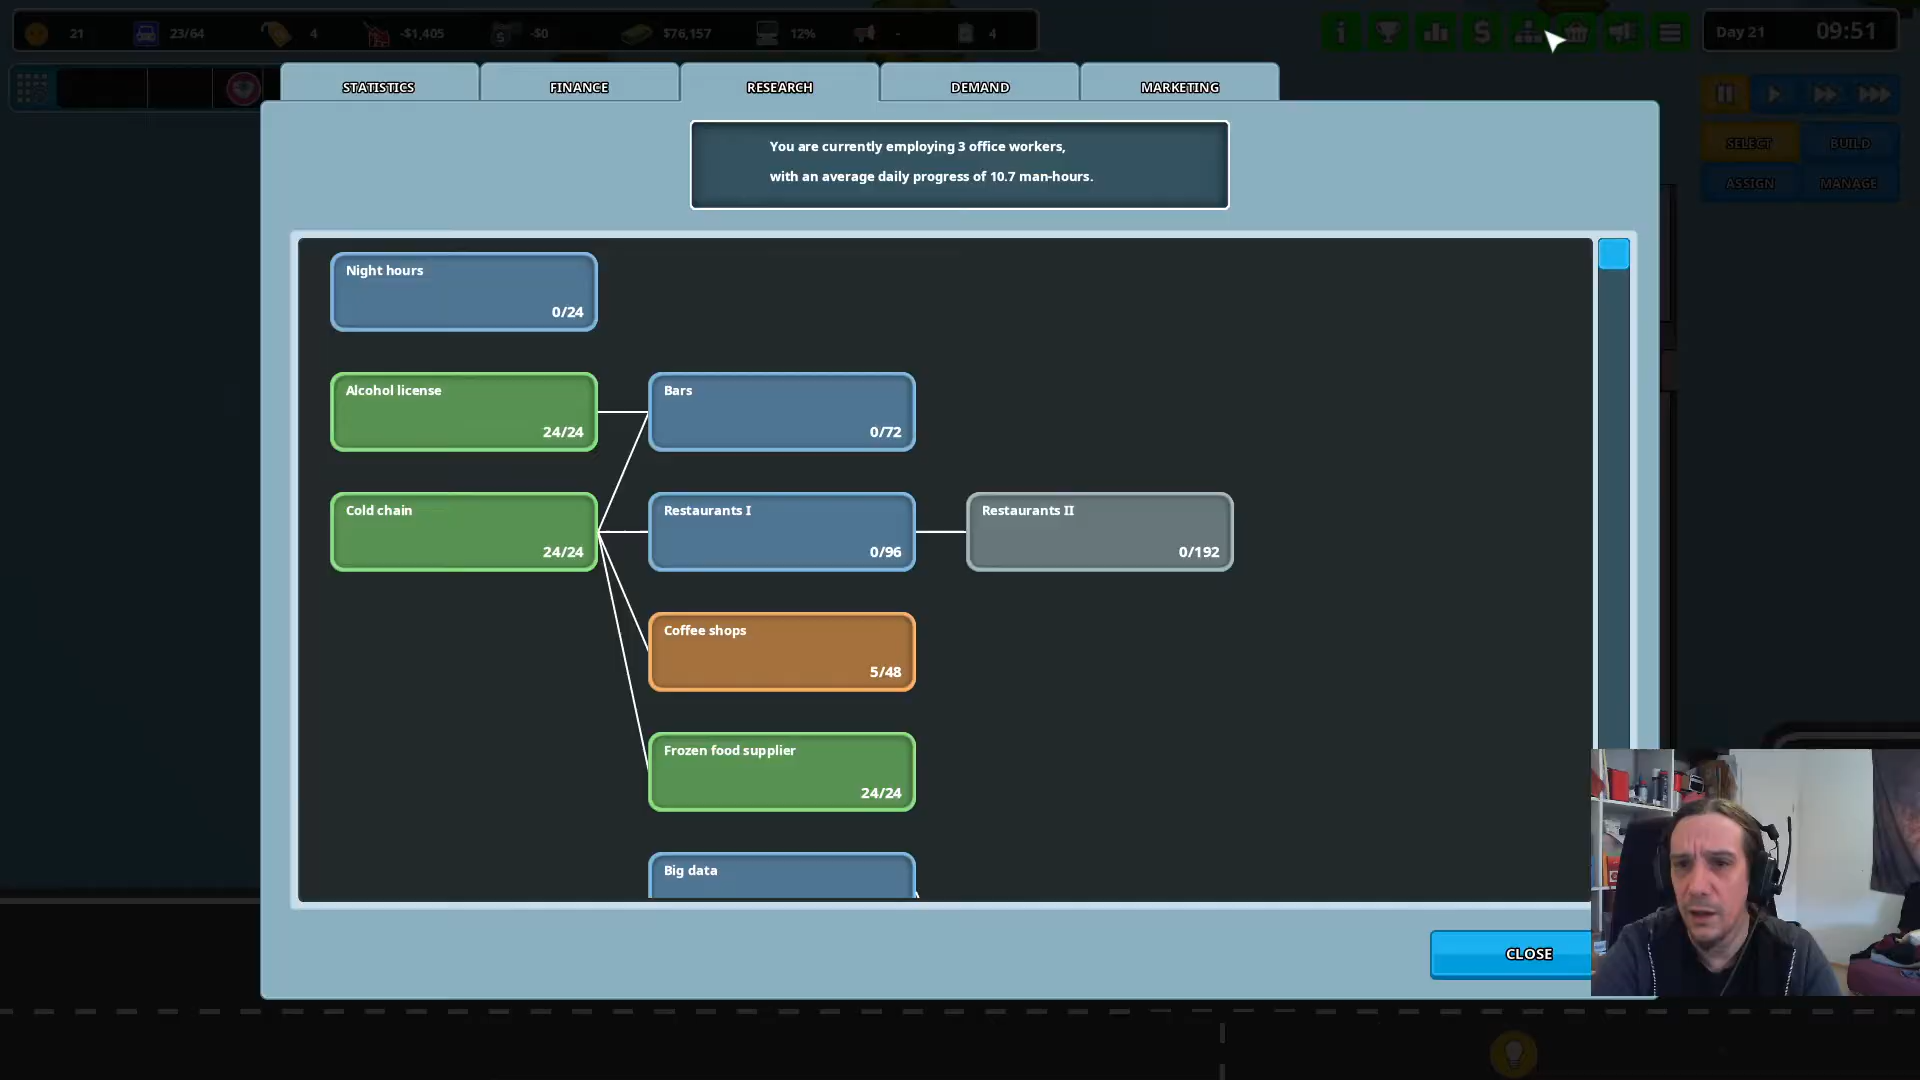 21
23/64
4
-$1,405
-$0
$76,157
12%
-
4
Day 21
09:51
STATISTICS
FINANCE
RESEARCH
DEMAND
MARKETING
SELECT
BUILD
ASSIGN
MANAGE
You are currently employing 3 office workers,
with an average daily progress of 10.7 man-hours.
Night hours
0/24
Alcohol license
24/24
Bars
0/72
Cold chain
24/24
Restaurants I
0/96
Restaurants II
0/192
Coffee shops
5/48
Frozen food supplier
24/24
Big data
CLOSE